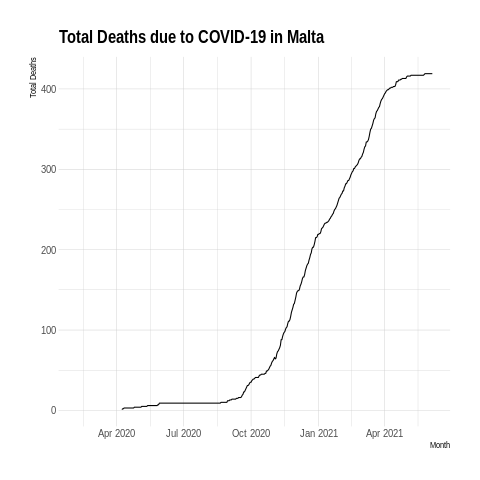 Total Deaths due to COVID-19 in Malta
Total Deaths
400
300
200
100
0
Apr 2020
Jul 2020
Oct 2020
Jan 2021
Apr 2021
Month